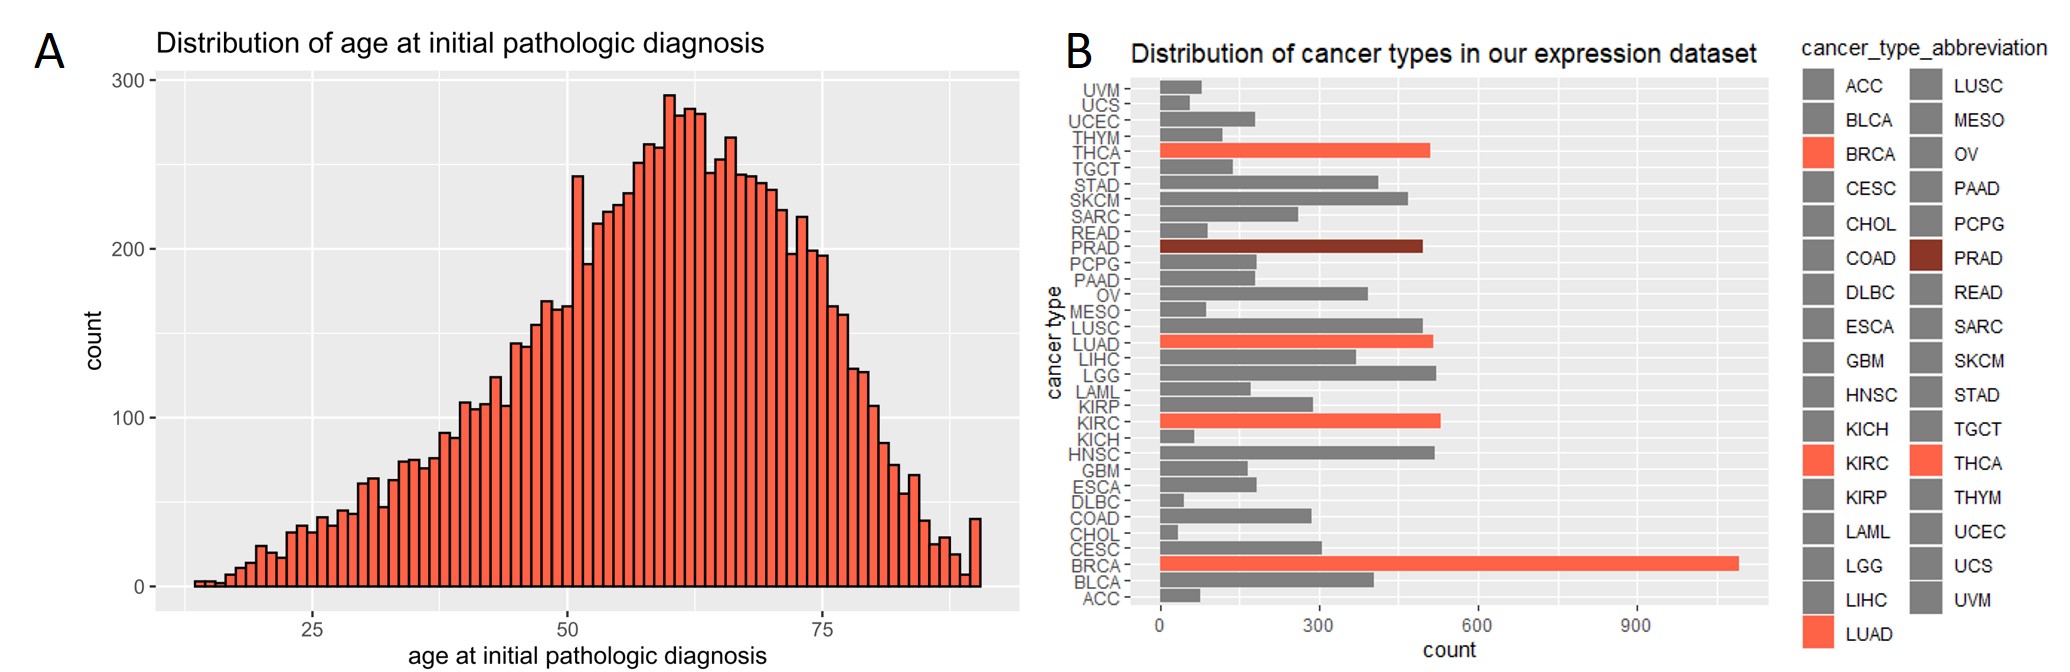 A
Distribution of age at initial pathologic diagnosis
300
200
100
0
count
25 50 75
age at initial pathologic diagnosis
B
Distribution of cancer types in our expression dataset
cancer type
UVM
UCS
UCEC
THYM
THCA
TGCT
STAD
SKCM
SARC
READ
PRAD
PCPG
PAAD
OV
MESO
LUSC
LUAD
LIHC
LGG
LAML
KIRP
KIRC
KICH
HNSC
GBM
ESCA
DLBC
COAD
CHOL
CESC
BRCA
BLCA
ACC
0 300 600 900
count
cancer_type_abbreviation
ACC
BLCA
BRCA
CESC
CHOL
COAD
DLBC
ESCA
GBM
HNSC
KICH
KIRC
KIRP
LAML
LGG
LIHC
LUAD
LUSC
MESO
OV
PAAD
PCPG
PRAD
READ
SARC
SKCM
STAD
TGCT
THCA
THYM
UCEC
UCS
UVM